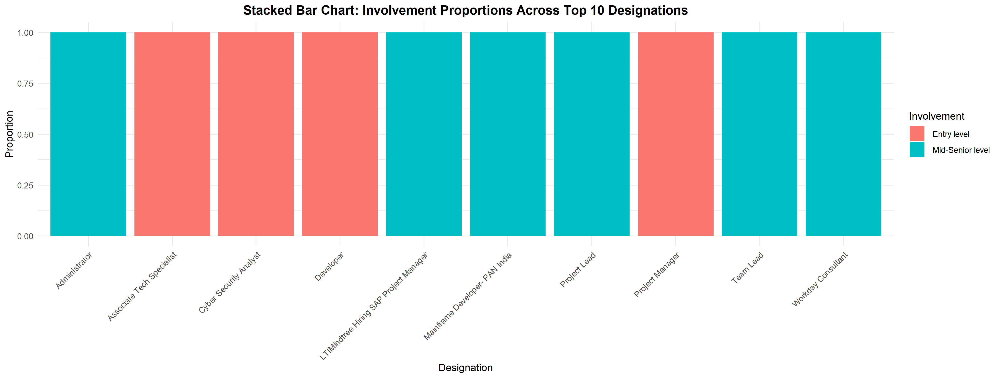 Stacked Bar Chart: Involvement Proportions Across Top 10 Designations
Proportion
1.00
0.75
0.50
0.25
0.00
Administrator
Associate Tech Specialist
Cyber Security Analyst
Developer
LTIMindtree Hiring SAP Project Manager
Mainframe Developer- PAN India
Project Lead
Project Manager
Team Lead
Workday Consultant
Designation
Involvement
Entry level
Mid-Senior level